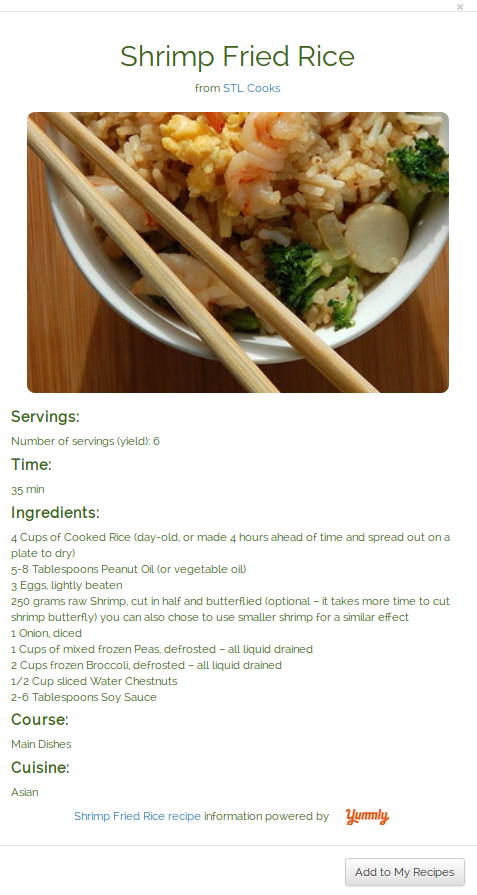 ×
Shrimp Fried Rice
from STL Cooks
Servings:
Number of servings (yield): 6
Time:
35 min
Ingredients:
4 Cups of Cooked Rice (day-old, or made 4 hours ahead of time and spread out on a
plate to dry)
5-8 Tablespoons Peanut Oil (or vegetable oil)
3 Eggs, lightly beaten
250 grams raw Shrimp, cut in half and butterflied (optional – it takes more time to cut
shrimp butterfly) you can also chose to use smaller shrimp for a similar effect
1 Onion, diced
1 Cups of mixed frozen Peas, defrosted – all liquid drained
2 Cups frozen Broccoli, defrosted – all liquid drained
1/2 Cup sliced Water Chestnuts
2-6 Tablespoons Soy Sauce
Course:
Main Dishes
Cuisine:
Asian
Shrimp Fried Rice recipe information powered by Yummly
Add to My Recipes